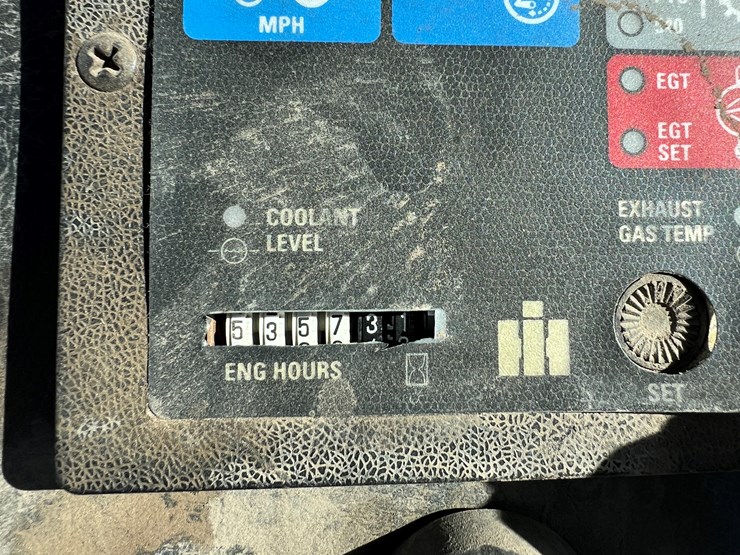 MPH
EGT
EGT
SET
COOLANT
LEVEL
EXHAUST
GAS TEMP
5 3 5 7 3
ENG HOURS
SET